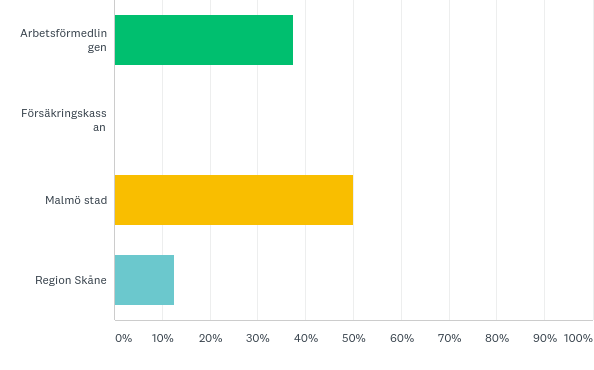 Arbetsförmedlin
gen
Försäkringskass
an
Malmö stad
Region Skåne
0% 10% 20% 30% 40% 50% 60% 70% 80% 90% 100%